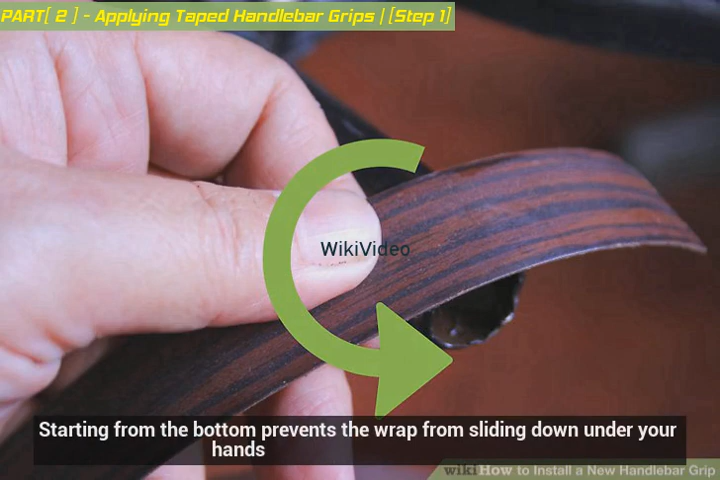 PART[ 2 ] - Applying Taped Handlebar Grips | [Step 1]
WikiVideo
Starting from the bottom prevents the wrap from sliding down under your
hands
wikiHow to Install a New Handlebar Grip